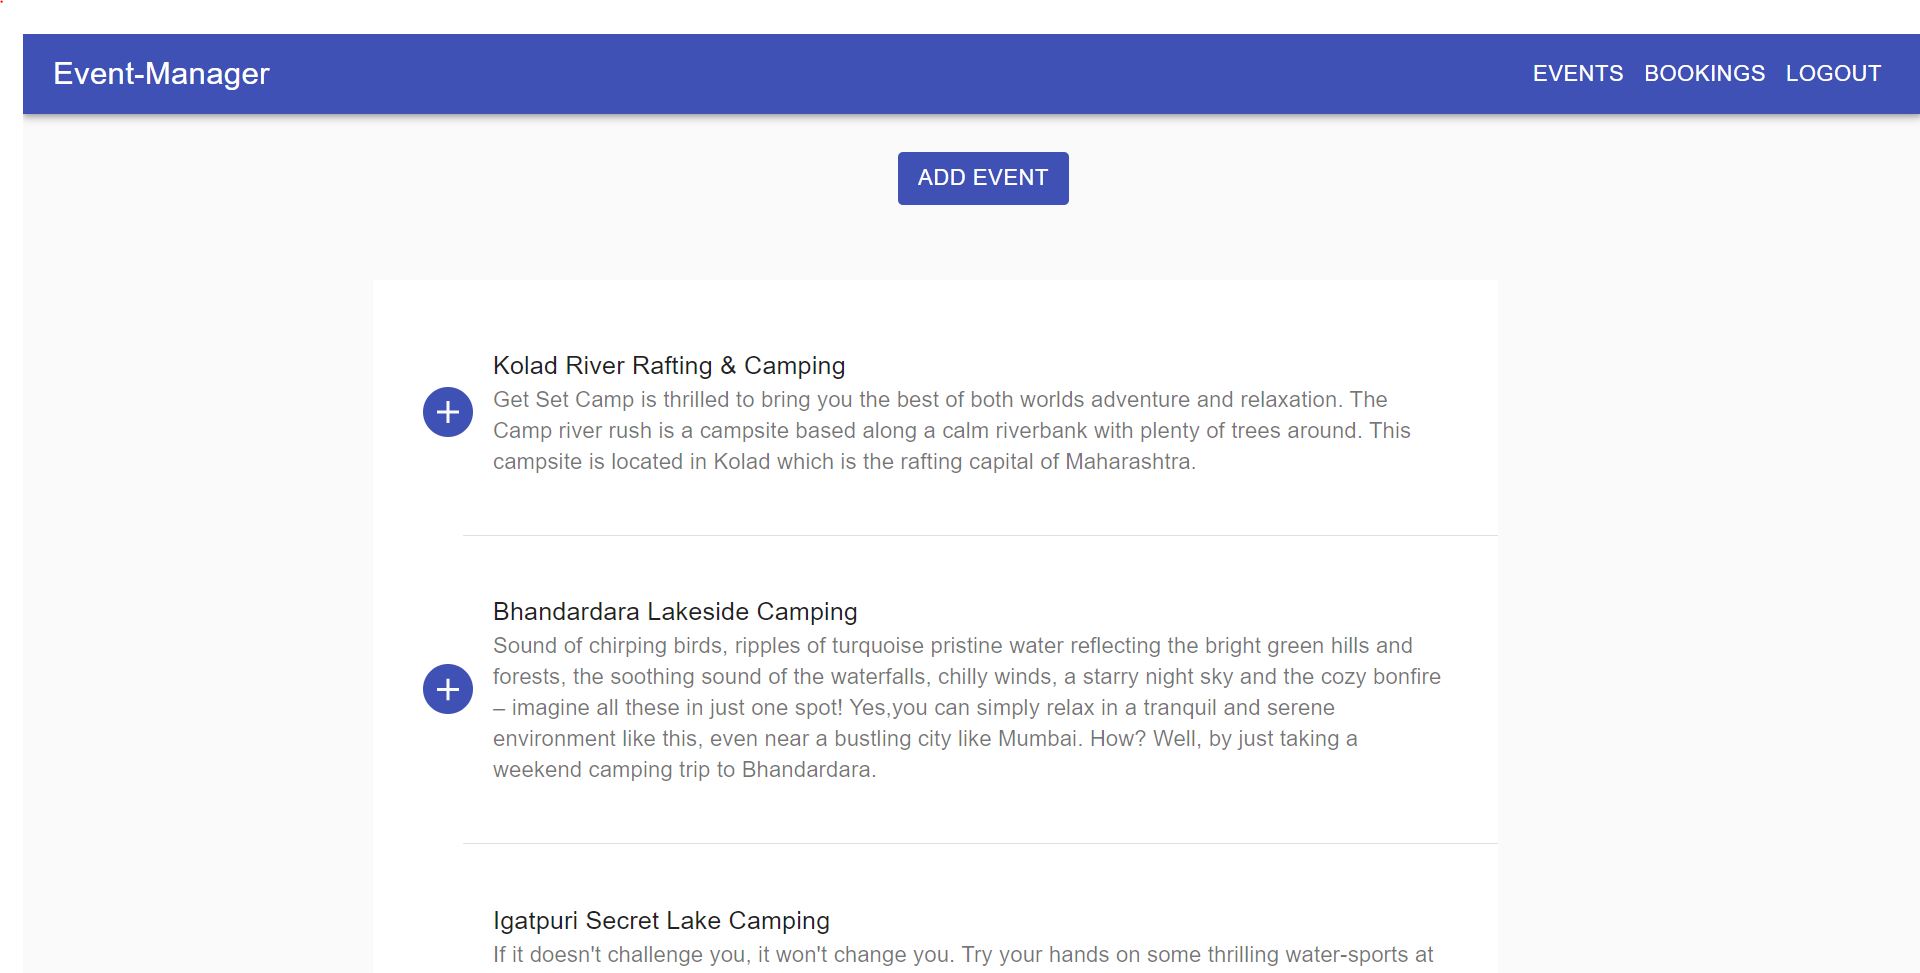 Event-Manager
EVENTS BOOKINGS LOGOUT
ADD EVENT
Kolad River Rafting & Camping
Get Set Camp is thrilled to bring you the best of both worlds adventure and relaxation. The
Camp river rush is a campsite based along a calm riverbank with plenty of trees around. This
campsite is located in Kolad which is the rafting capital of Maharashtra.
Bhandardara Lakeside Camping
Sound of chirping birds, ripples of turquoise pristine water reflecting the bright green hills and
forests, the soothing sound of the waterfalls, chilly winds, a starry night sky and the cozy bonfire
– imagine all these in just one spot! Yes,you can simply relax in a tranquil and serene
environment like this, even near a bustling city like Mumbai. How? Well, by just taking a
weekend camping trip to Bhandardara.
Igatpuri Secret Lake Camping
If it doesn't challenge you, it won't change you. Try your hands on some thrilling water-sports at